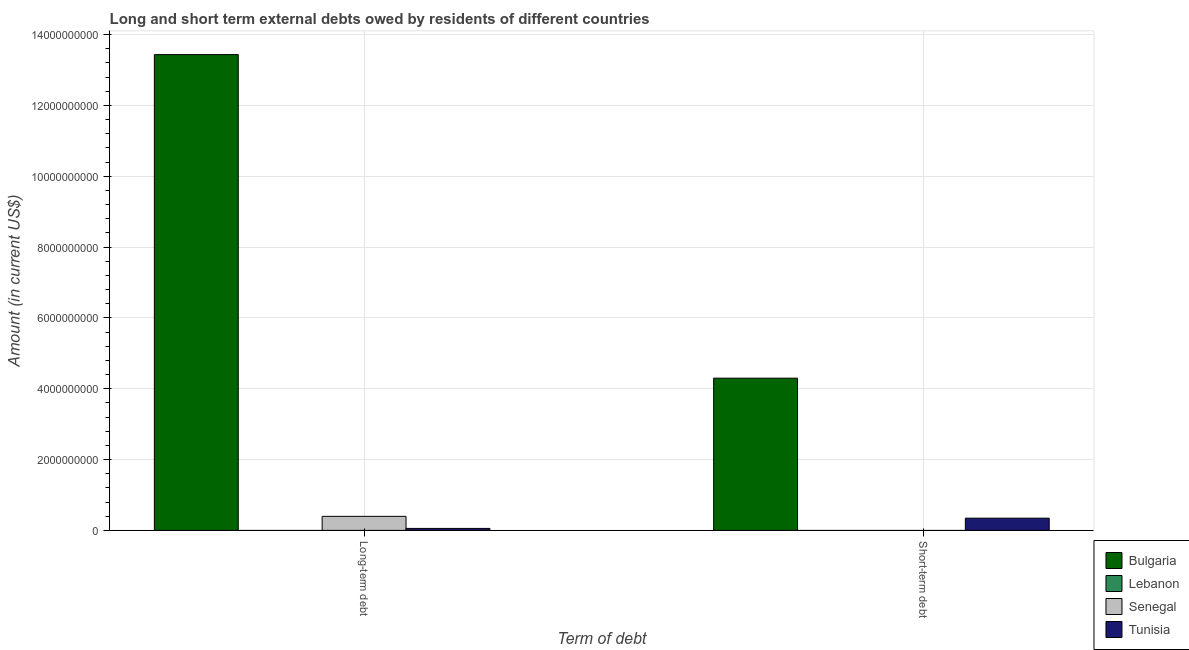 Long and short term external debts owed by residents of different countries
Amount (in current US$)
14000000000
12000000000
10000000000
8000000000
6000000000
4000000000
2000000000
0
Long-term debt
Short-term debt
Term of debt
Bulgaria
Lebanon
Senegal
Tunisia